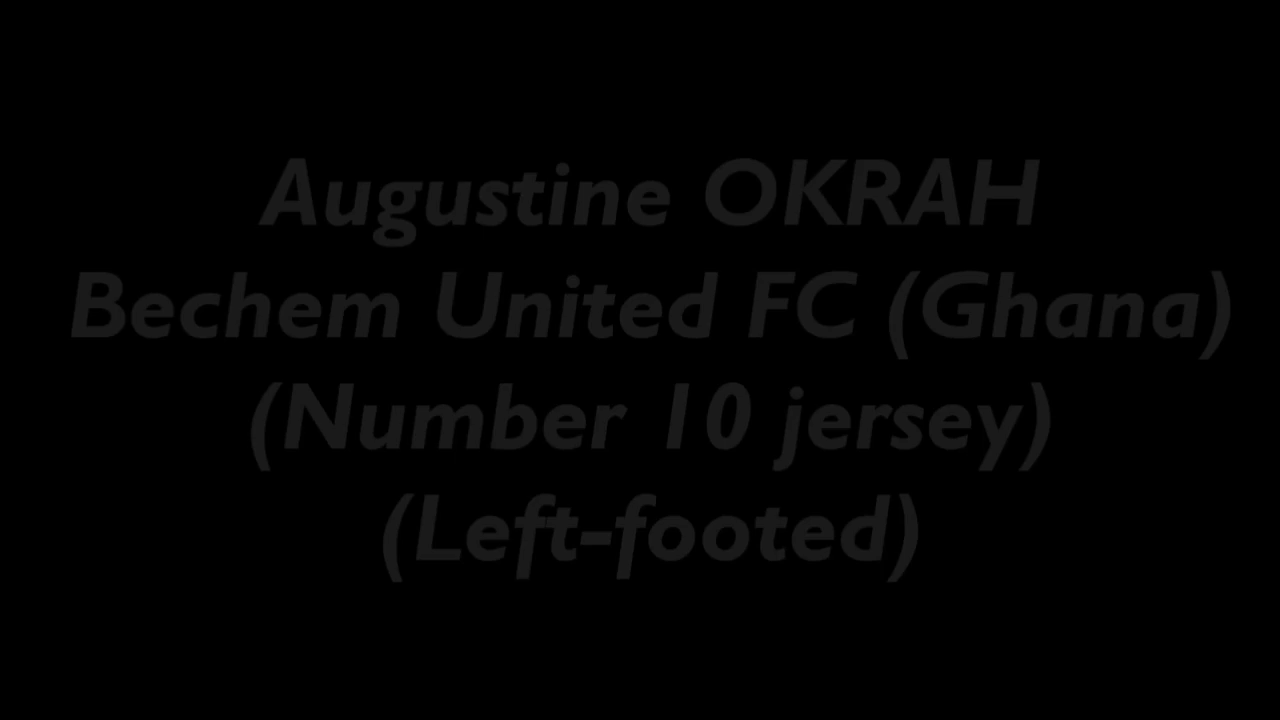 Augustine OKRAH
Bechem United FC (Ghana)
(Number 10 jersey)
(Left-footed)